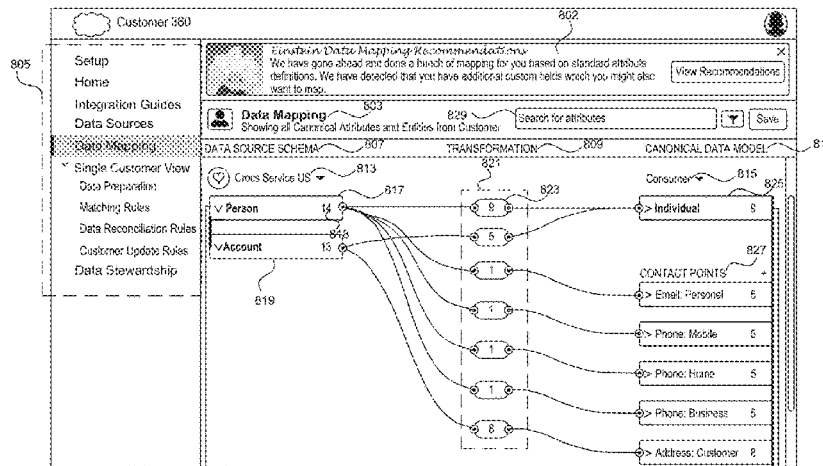 Customer 360
802
805
Setup
Home
Integration Guides
Data Sources
Data Mapping
Single Customer View
Data Preparation
Matching Rules
Data Reconciliation Rules
Customer Update Rules
Data Stewardship
Einstein Data Mapping Recommendations
We have gone ahead and done a bunch of mapping for you based on standard attribute
definitions. We have detected that you have additional custom fields which you might also
want to map.
View Recommendations
Data Mapping 803
Showing all Canonical Attributes and Entities from Customer
829
Search for attributes
Save
DATA SOURCE SCHEMA 807
TRANSFORMATION 809
CANONICAL DATA MODEL
Crocs Service US 813
821
Consumer 815
817
823
825
Person 14
9
> Individual 9
Account 13
5
819
1
CONTACT POINTS 827
> Email: Personal 5
1
> Phone: Mobile 5
1
> Phone: Home 5
1
> Phone: Business 5
8
> Address: Customer 8